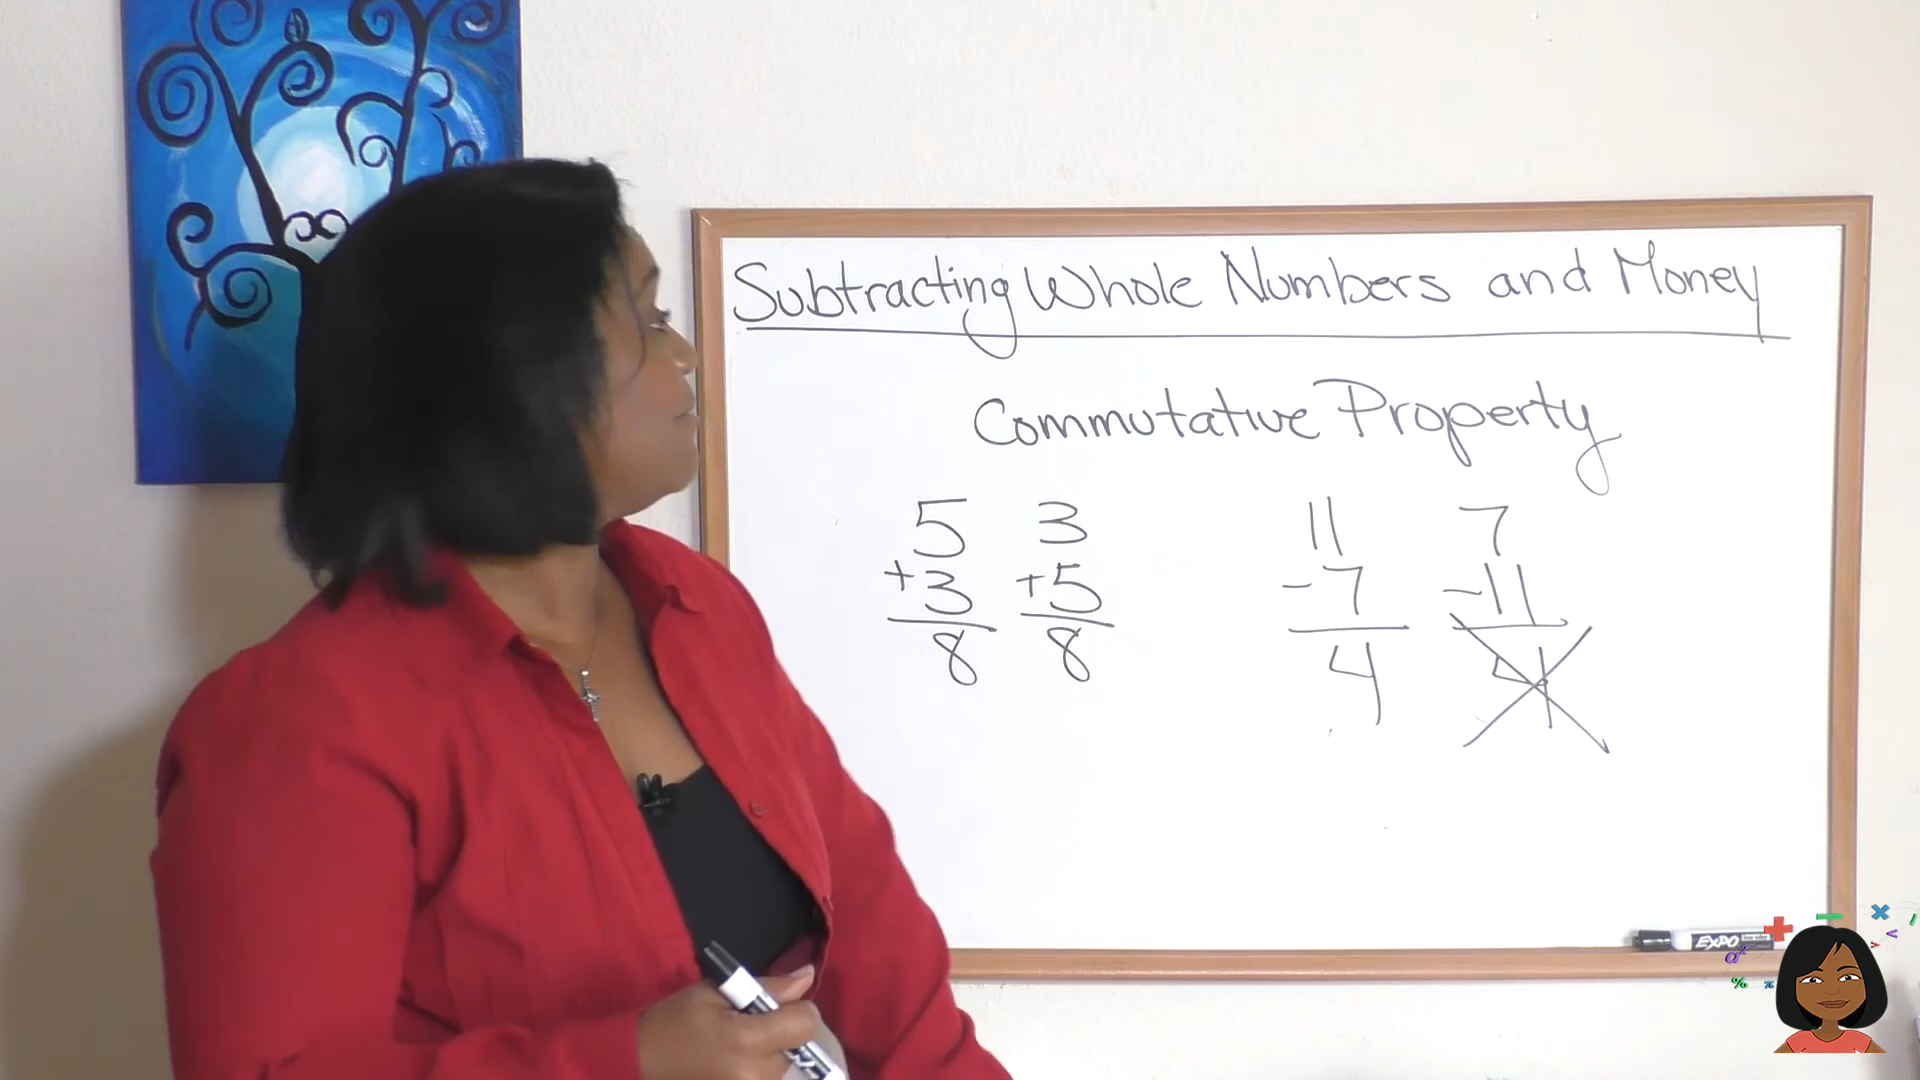 Subtracting Whole Numbers and Money
Commutative Property
5 3 11 7
+3 +5 -7 -11
8 8 4 4
EXPO